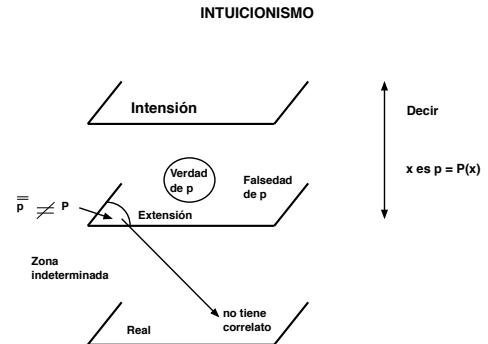 INTUICIONISMO
Intensión
Decir
x es p = P(x)
Verdad
de p
Falsedad
de p
p̿ ≠ P
Extensión
Zona
indeterminada
no tiene
correlato
Real